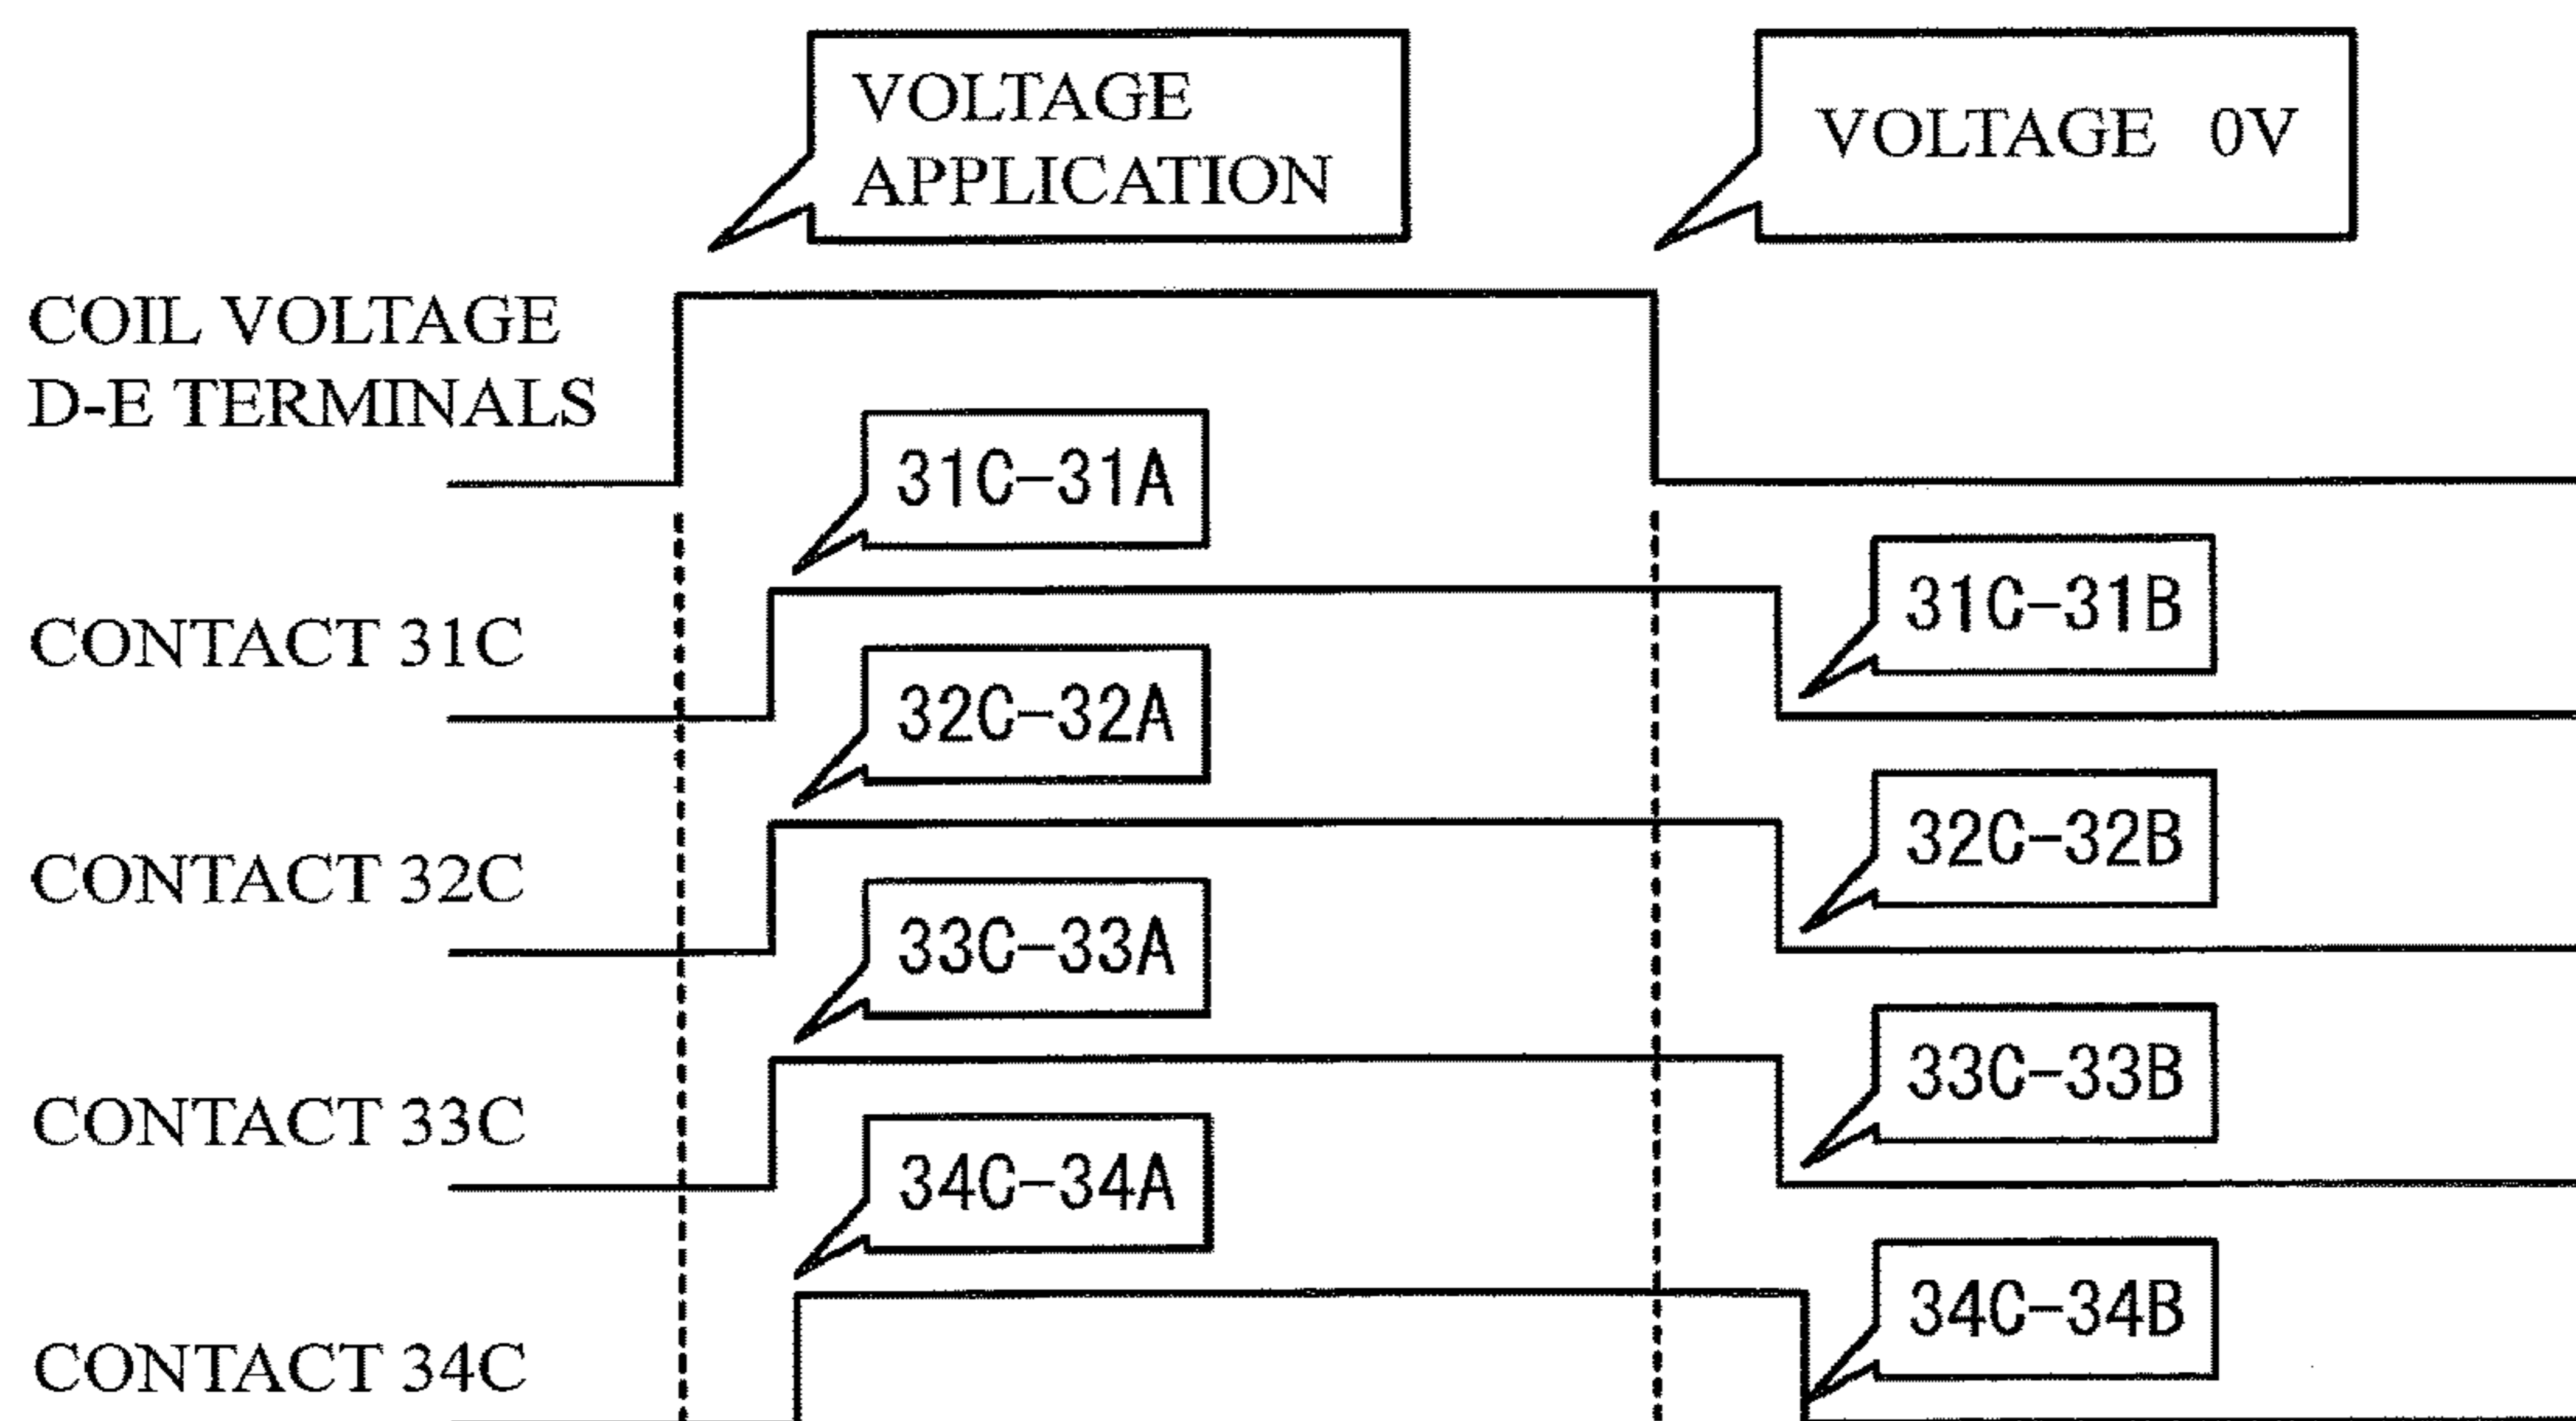 VOLTAGE
APPLICATION
VOLTAGE 0V
COIL VOLTAGE
D-E TERMINALS
31C-31A
31C-31B
CONTACT 31C
32C-32A
32C-32B
CONTACT 32C
33C-33A
33C-33B
CONTACT 33C
34C-34A
34C-34B
CONTACT 34C